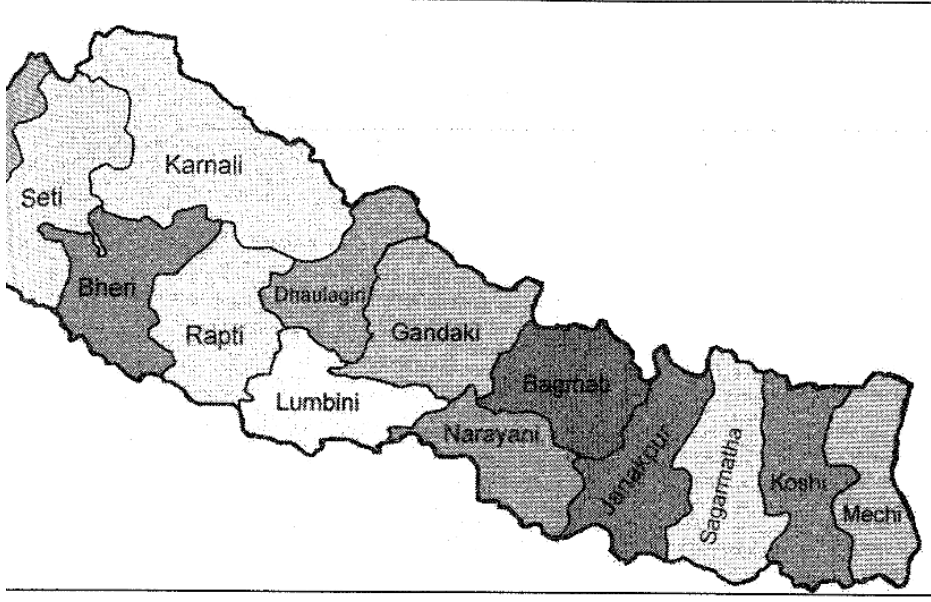 Karnali
Seti
Bheri
Dhaulagiri
Rapti
Gandaki
Lumbini
Bagmati
Narayani
Janakpur
Sagarmatha
Koshi
Mechi